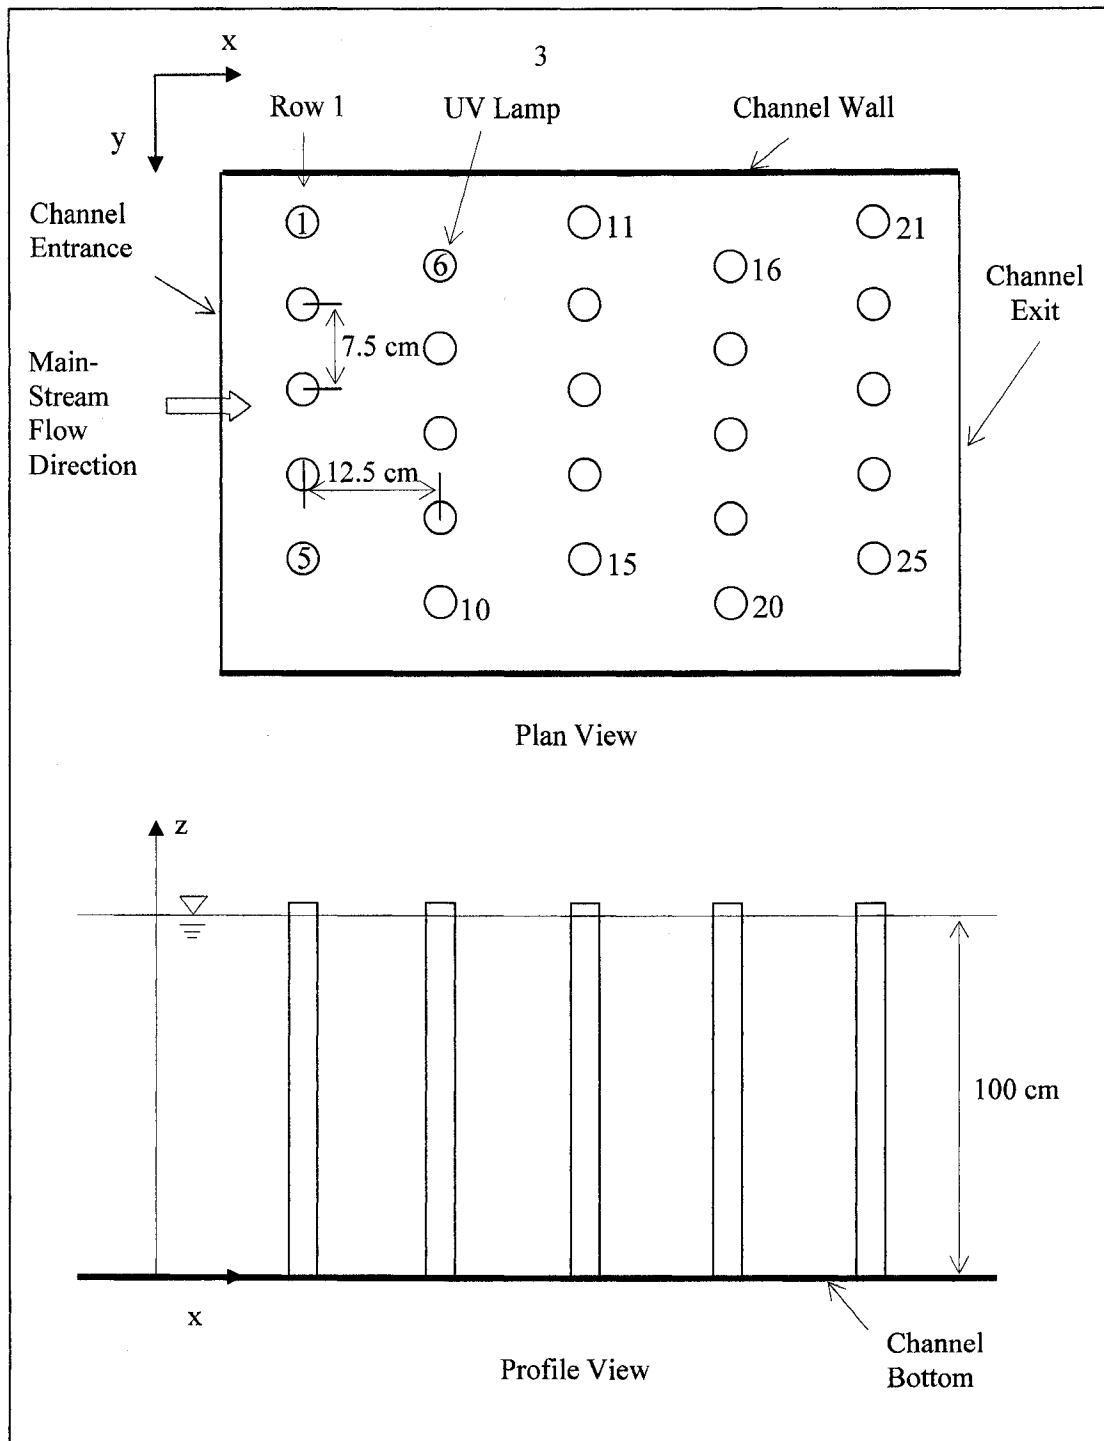 x
3
Row 1
UV Lamp
Channel Wall
y
Channel
Entrance
1
11
21
6
16
Channel
Exit
7.5 cm
Main-
Stream
Flow
Direction
12.5 cm
5
15
25
10
20
Plan View
z
100 cm
x
Channel
Bottom
Profile View